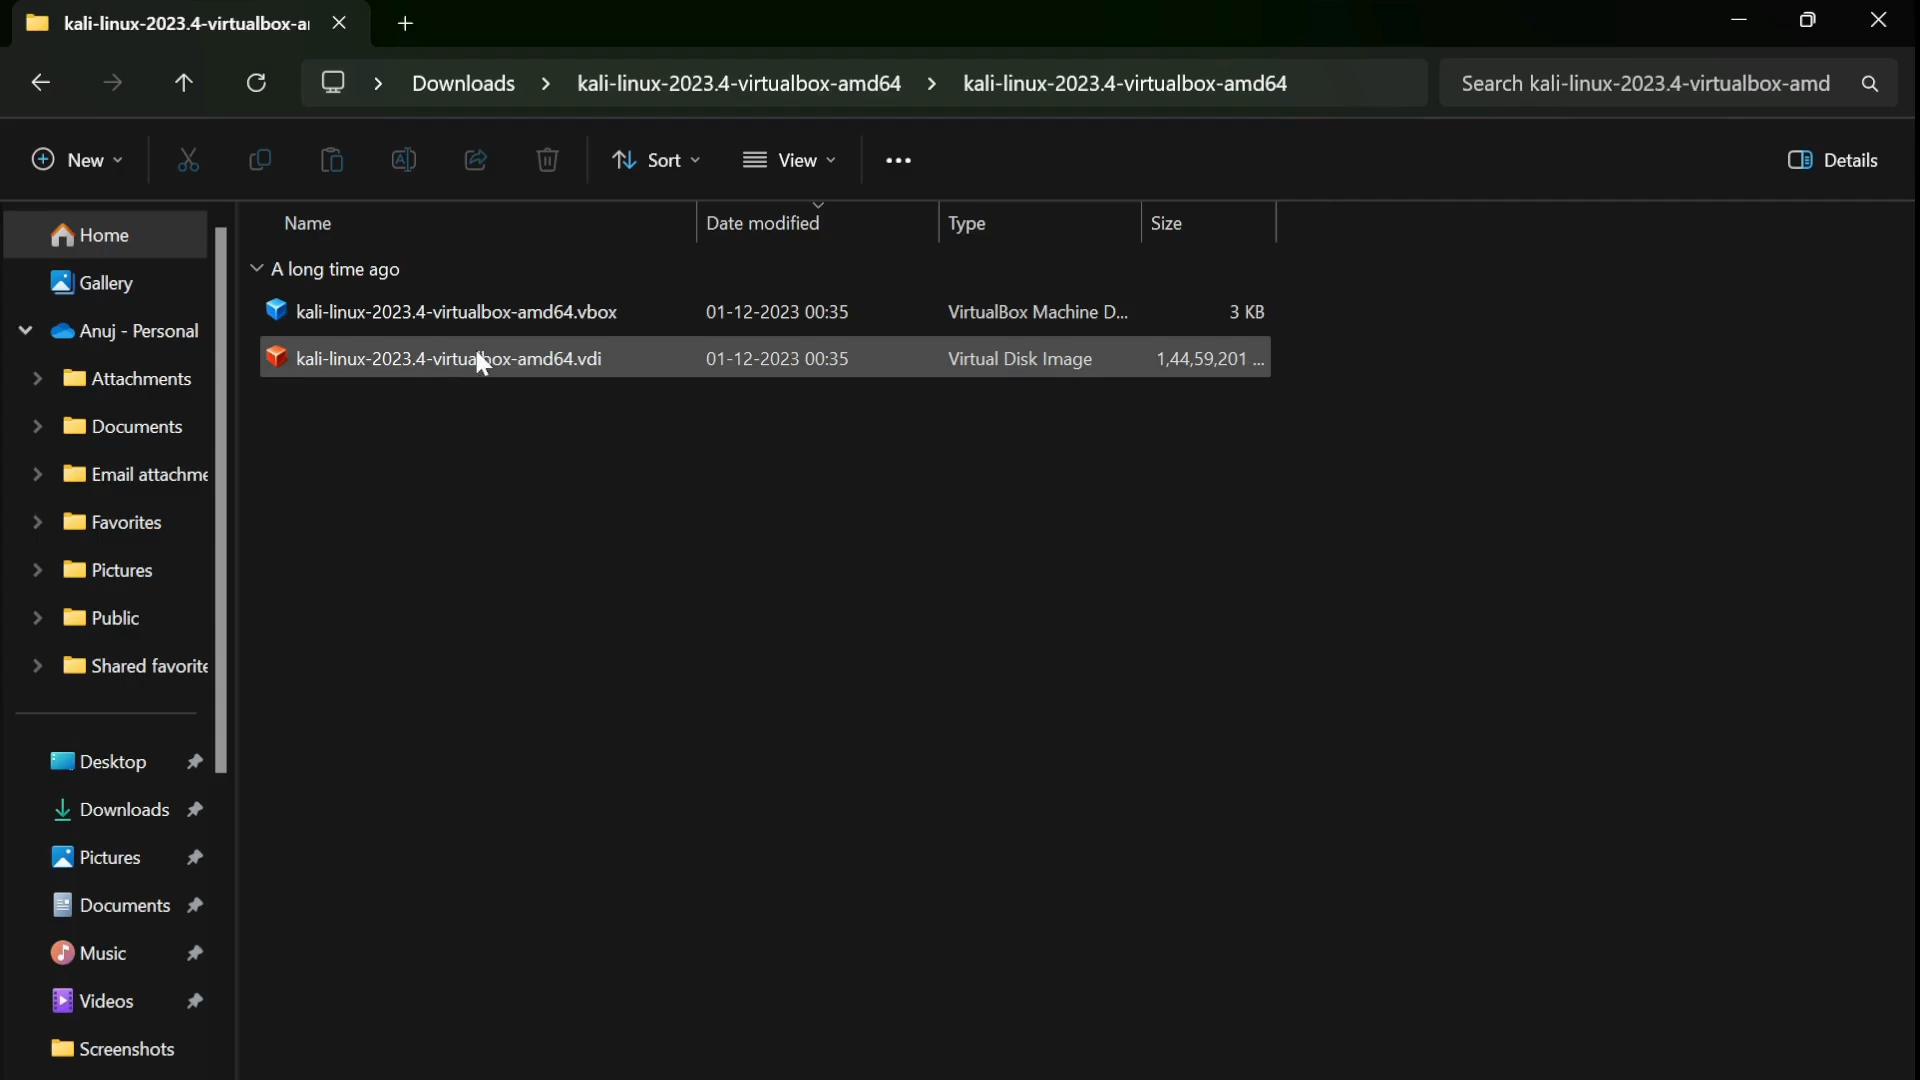 kali-linux-2023.4-virtualbox-ar
Downloads > kali-linux-2023.4-virtualbox-amd64 > kali-linux-2023.4-virtualbox-amd64
Search kali-linux-2023.4-virtualbox-amd
New
Sort
View
Details
Name Date modified Type Size
Home
Gallery
Anuj - Personal
Attachments
Documents
Email attachme
Favorites
Pictures
Public
Shared favorite
Desktop
Downloads
Pictures
Documents
Music
Videos
Screenshots
A long time ago
kali-linux-2023.4-virtualbox-amd64.vbox 01-12-2023 00:35 VirtualBox Machine D... 3 KB
kali-linux-2023.4-virtualbox-amd64.vdi 01-12-2023 00:35 Virtual Disk Image 1,44,59,201 ...